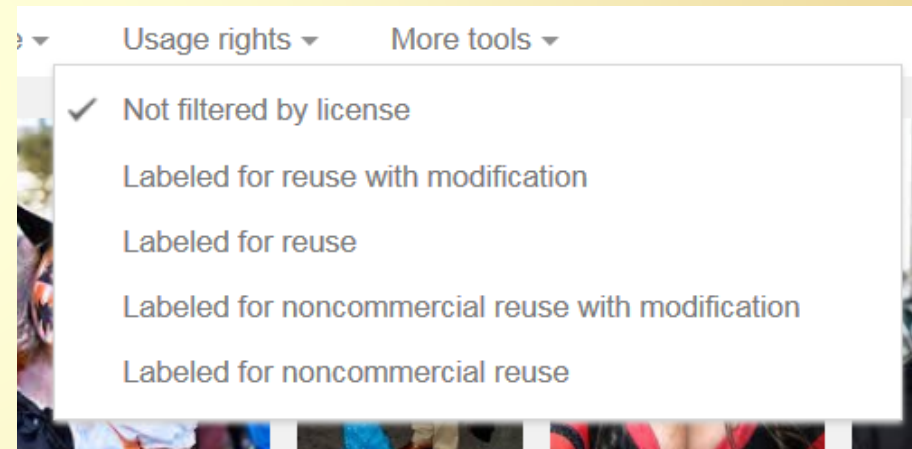 Usage rights More tools
Not filtered by license
Labeled for reuse with modification
Labeled for reuse
Labeled for noncommercial reuse with modification
Labeled for noncommercial reuse